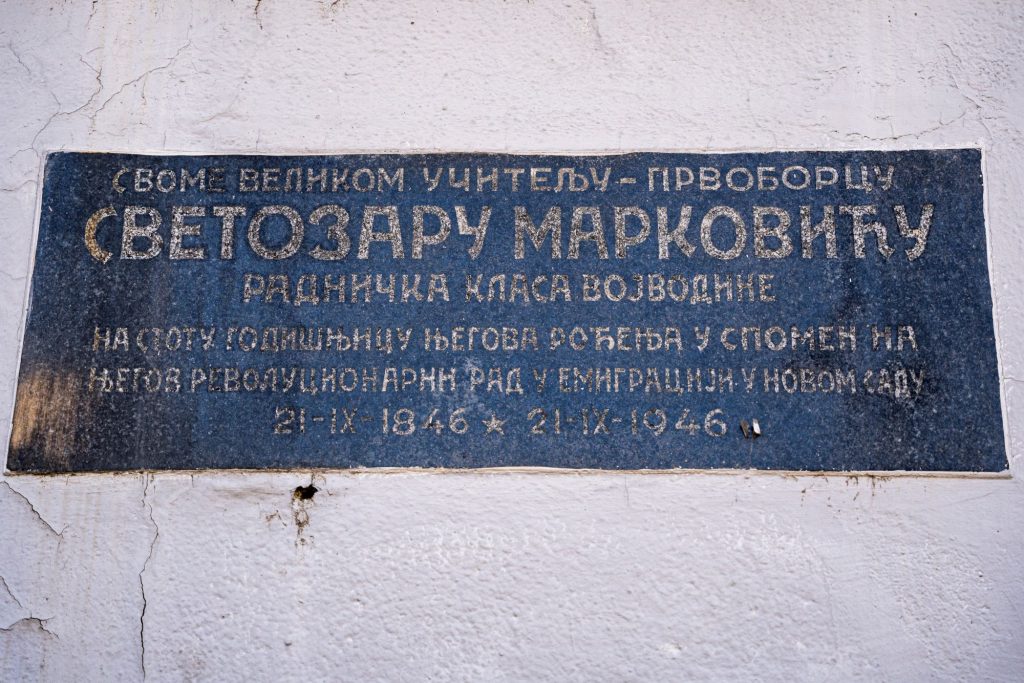 СВОМЕ ВЕЛИКОМ УЧИТЕЉУ-ПРВОБОРЦУ
СВЕТОЗАРУ МАРКОВИЋУ
РАДНИЧКА КЛАСА ВОЈВОДИНЕ
НА СТОТУ ГОДИШЊИЦУ ЊЕГОВА РОЂЕЊА У СПОМЕН НА
ЊЕГОВ РЕВОЛУЦИОНАРНИ РАД У ЕМИГРАЦИЈИ У НОВОМ САДУ
21-IX-1846 ★ 21-IX-1946